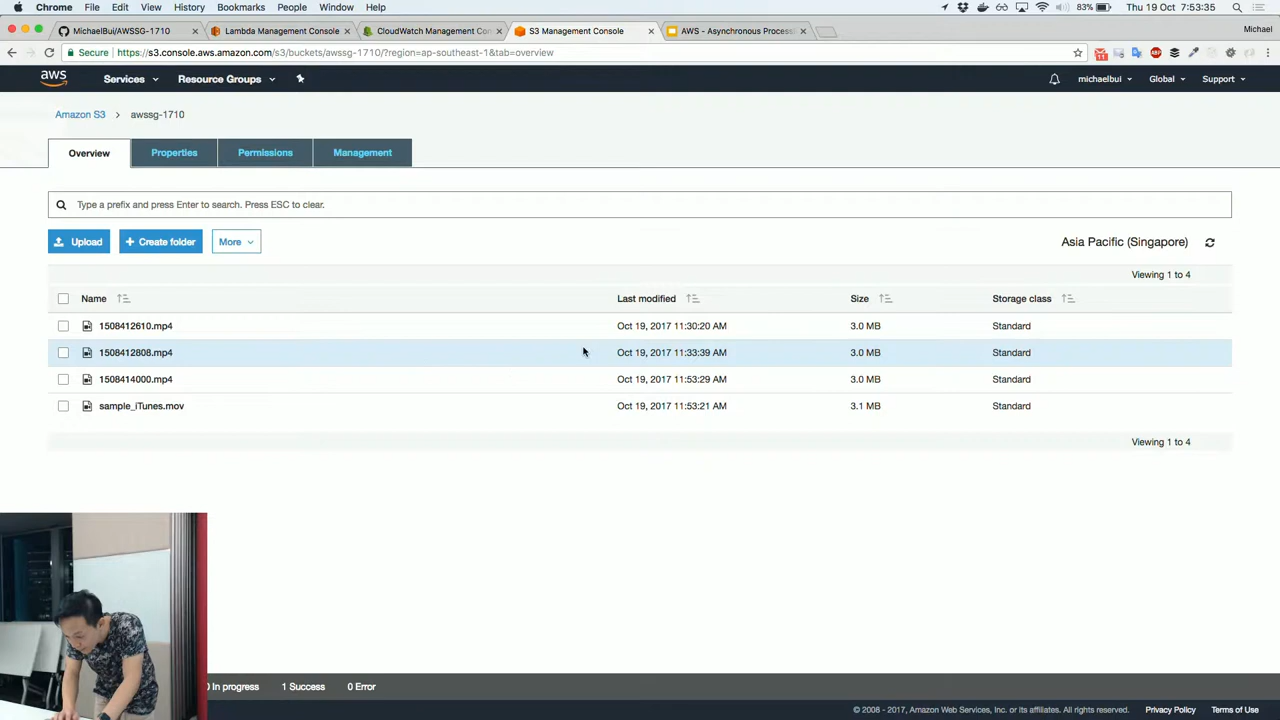 Chrome File Edit View History Bookmarks People Window Help 83% Thu 19 Oct 7:53:35
MichaelBui/AWSSG-1710 Lambda Management Console CloudWatch Management Con S3 Management Console AWS - Asynchronous Process Michael
Secure https://s3.console.aws.amazon.com/s3/buckets/awssg-1710/?region=ap-southeast-1&tab=overview
aws Services Resource Groups michaelbui Global Support
Amazon S3 > awssg-1710
Overview Properties Permissions Management
Type a prefix and press Enter to search. Press ESC to clear.
Upload + Create folder More Asia Pacific (Singapore)
Viewing 1 to 4
Name Last modified Size Storage class
1508412610.mp4 Oct 19, 2017 11:30:20 AM 3.0 MB Standard
1508412808.mp4 Oct 19, 2017 11:33:39 AM 3.0 MB Standard
1508414000.mp4 Oct 19, 2017 11:53:29 AM 3.0 MB Standard
sample_iTunes.mov Oct 19, 2017 11:53:21 AM 3.1 MB Standard
Viewing 1 to 4
0 In progress 1 Success 0 Error
© 2008 - 2017, Amazon Web Services, Inc. or its affiliates. All rights reserved. Privacy Policy Terms of Use